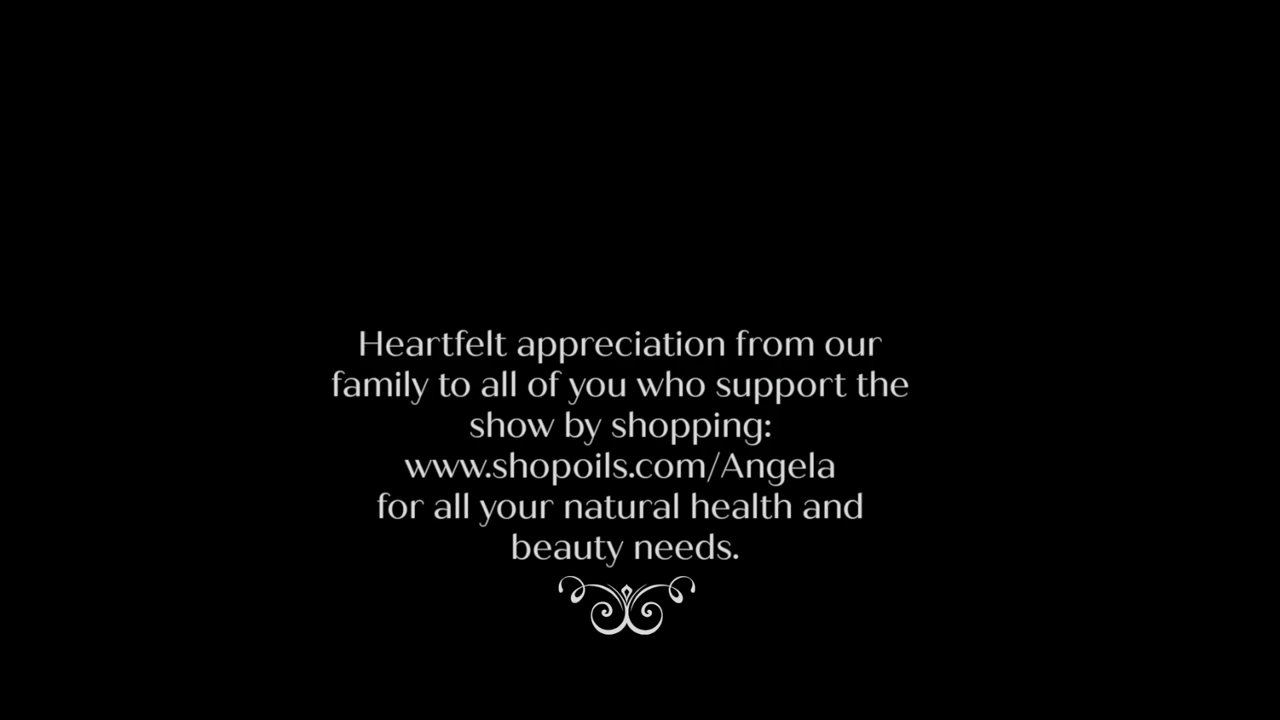 Heartfelt appreciation from our
family to all of you who support the
show by shopping:
www.shopoils.com/Angela
for all your natural health and
beauty needs.